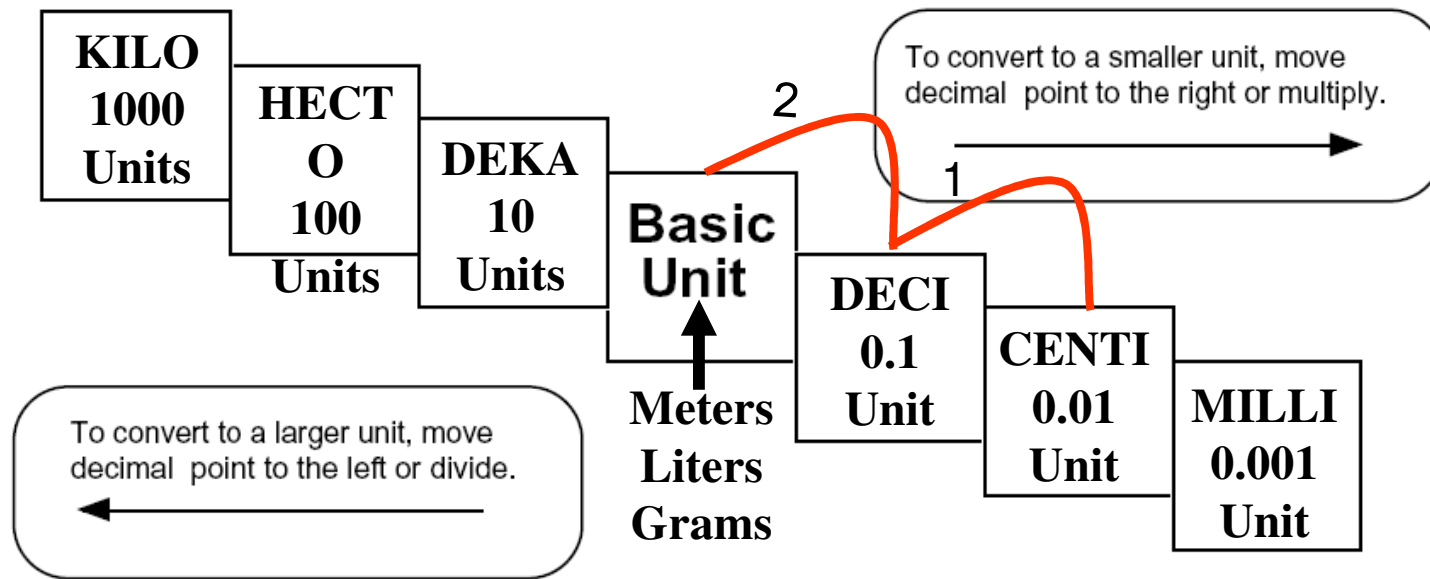 KILO
1000
Units
HECT
O
100
Units
DEKA
10
Units
Basic
Unit
Meters
Liters
Grams
DECI
0.1
Unit
CENTI
0.01
Unit
MILLI
0.001
Unit
2
1
To convert to a smaller unit, move
decimal point to the right or multiply.
To convert to a larger unit, move
decimal point to the left or divide.